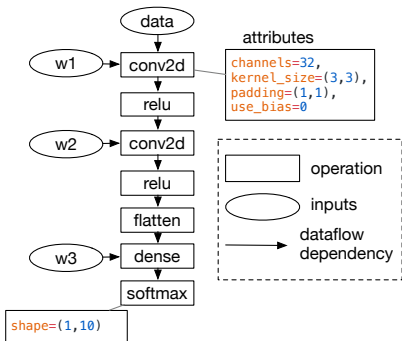 data
attributes
w1
conv2d
channels=32,
kernel_size=(3,3),
padding=(1,1),
use_bias=0
relu
w2
conv2d
relu
flatten
w3
dense
softmax
shape=(1,10)
operation
inputs
dataflow
dependency